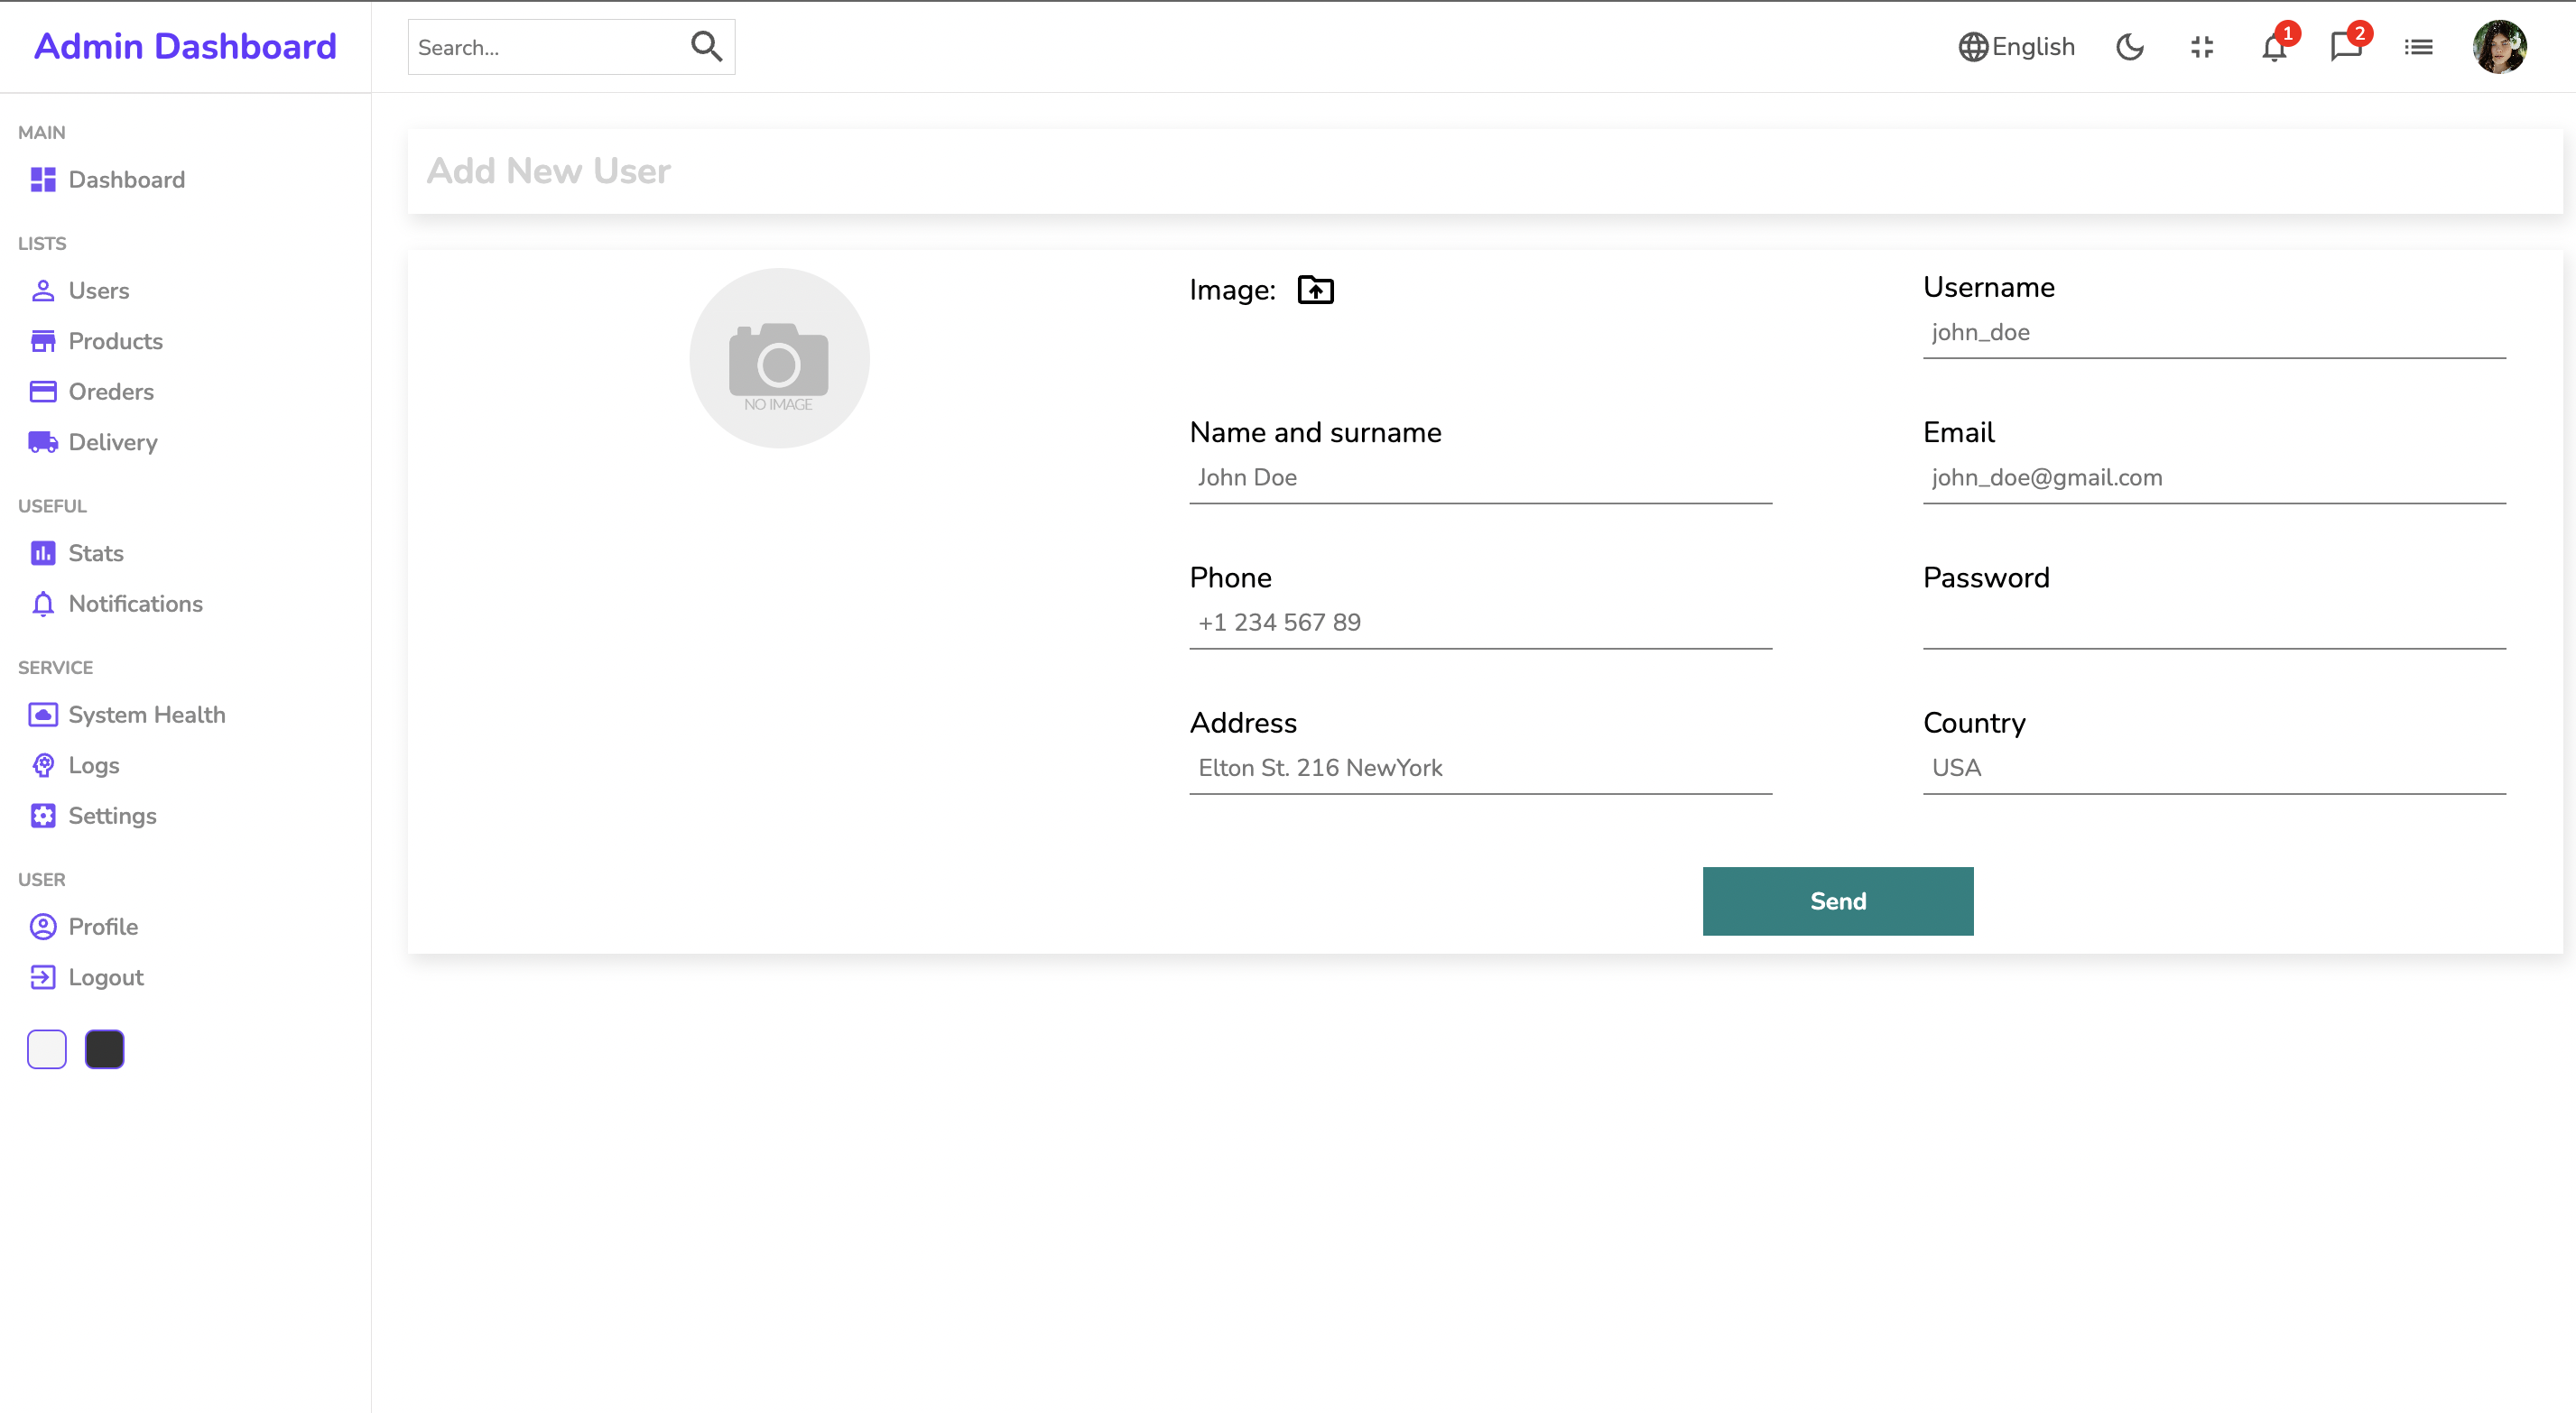 Admin Dashboard
Search...
English
1
2
MAIN
Dashboard
LISTS
Users
Products
Oreders
Delivery
USEFUL
Stats
Notifications
SERVICE
System Health
Logs
Settings
USER
Profile
Logout
Add New User
NO IMAGE
Image:
Username
john_doe
Name and surname
John Doe
Email
john_doe@gmail.com
Phone
+1 234 567 89
Password
Address
Elton St. 216 NewYork
Country
USA
Send